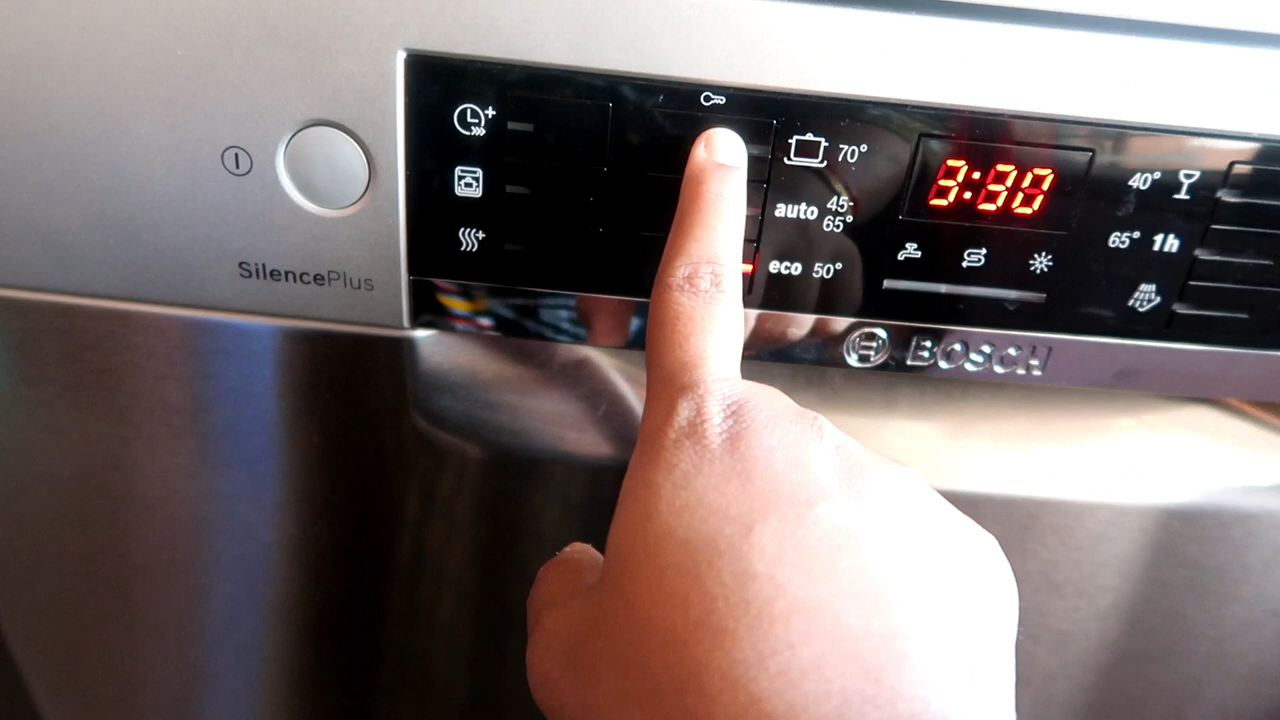 SilencePlus
70°
auto 45-
65°
eco 50°
3:30
40°
65° 1h
BOSCH